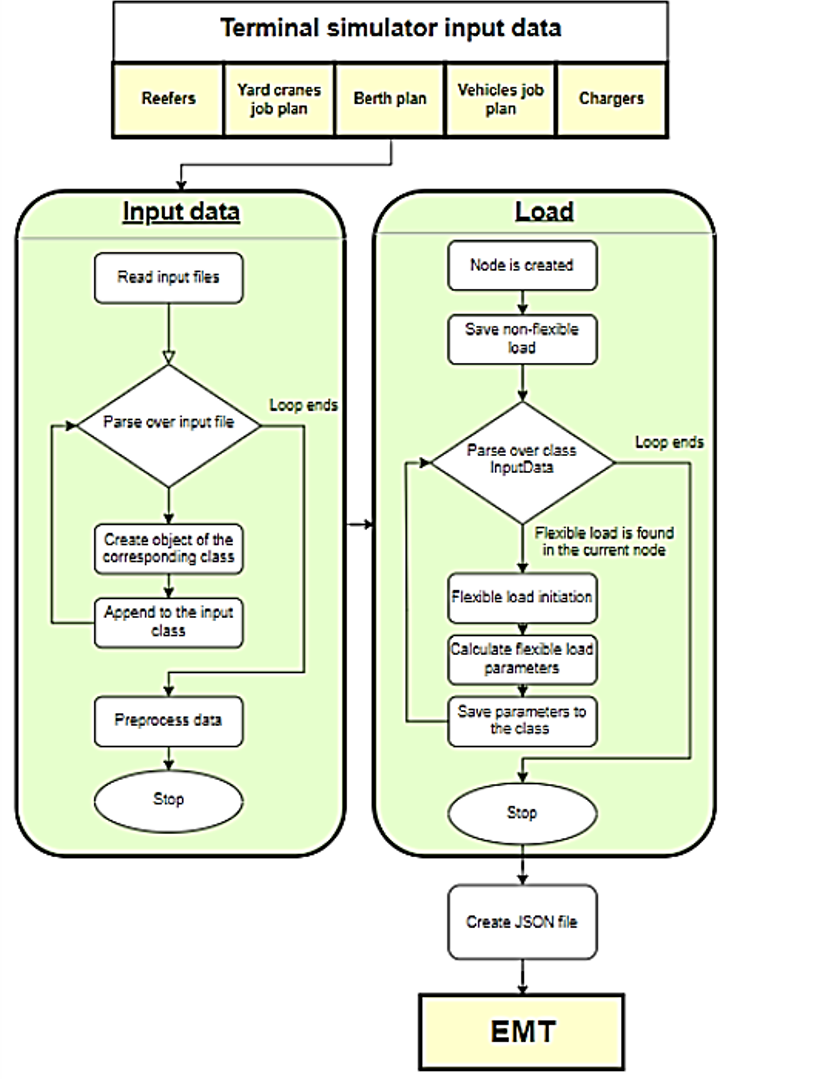 Terminal simulator input data
Reefers
Yard cranes
job plan
Berth plan
Vehicles job
plan
Chargers
Input data
Read input files
Parse over input file
Loop ends
Create object of the
corresponding class
Append to the input
class
Preprocess data
Stop
Load
Node is created
Save non-flexible
load
Parse over class
InputData
Loop ends
Flexible load is found
in the current node
Flexible load initiation
Calculate flexible load
parameters
Save parameters to
the class
Stop
Create JSON file
EMT